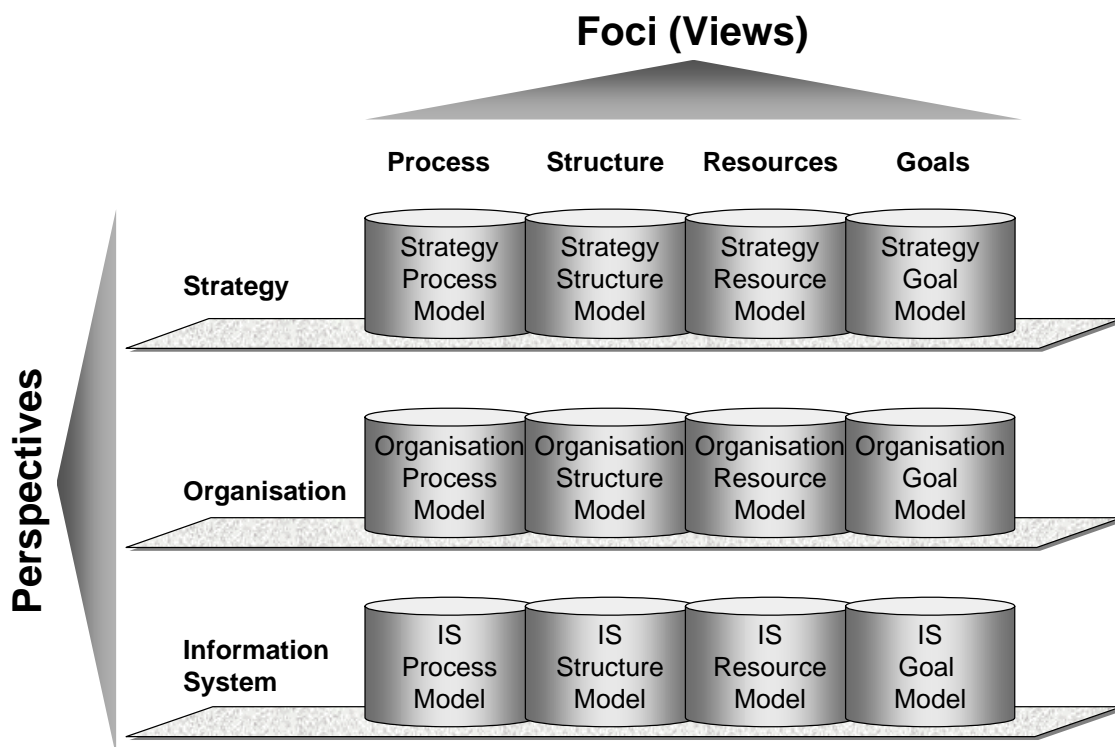 Foci (Views)
Process Structure Resources Goals
Perspectives
Strategy
Strategy
Process
Model
Strategy
Structure
Model
Strategy
Resource
Model
Strategy
Goal
Model
Organisation
Organisation
Process
Model
Organisation
Structure
Model
Organisation
Resource
Model
Organisation
Goal
Model
Information
System
IS
Process
Model
IS
Structure
Model
IS
Resource
Model
IS
Goal
Model